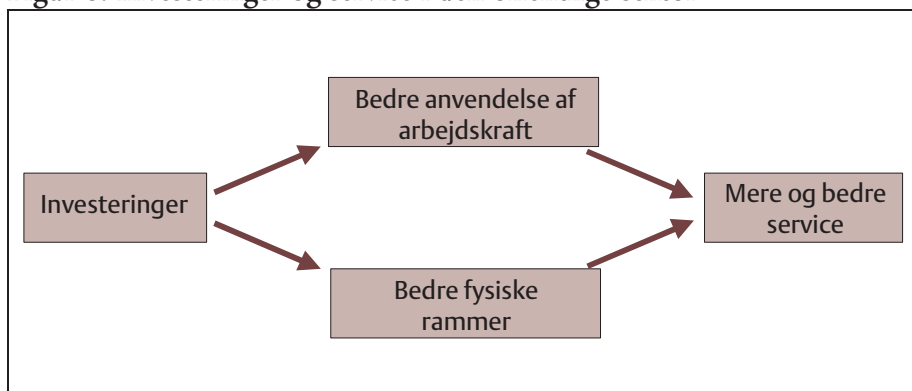 Bedre anvendelse af
arbejdskraft
Investeringer
Mere og bedre
service
Bedre fysiske
rammer